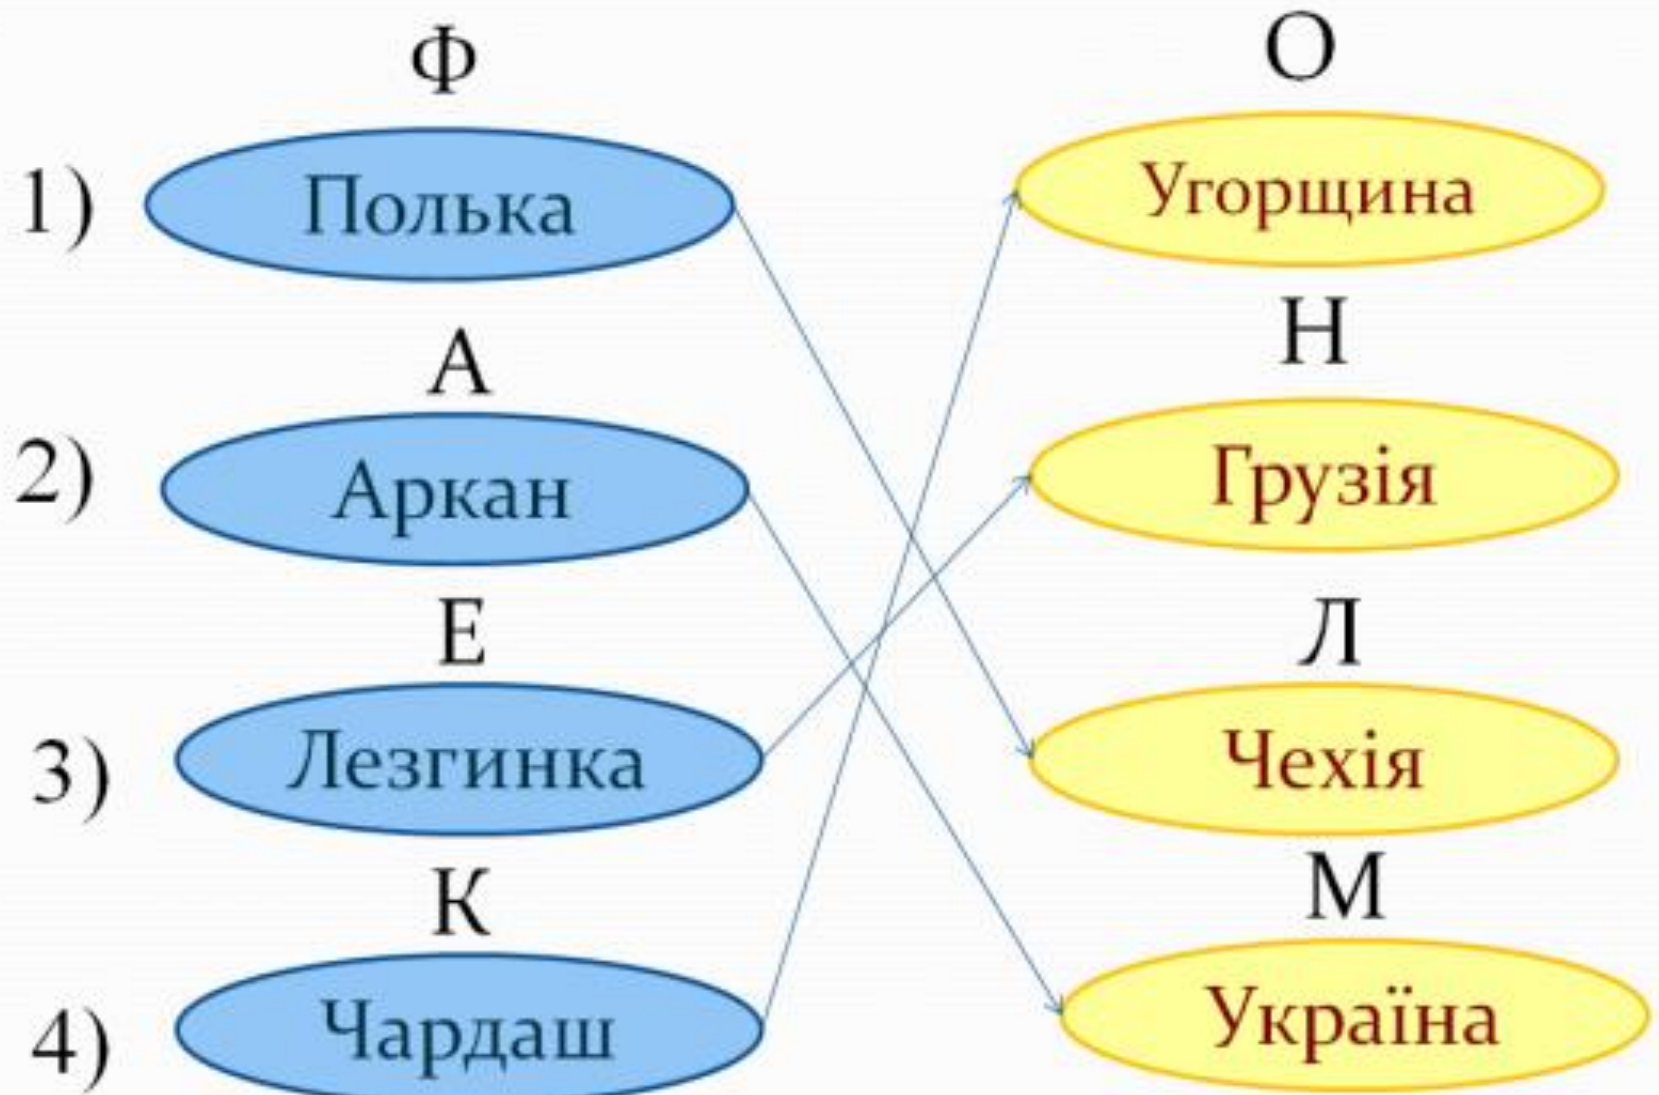 Ф О
1) Полька Угорщина
А Н
2) Аркан Грузія
Е Л
3) Лезгинка Чехія
К М
4) Чардаш Україна